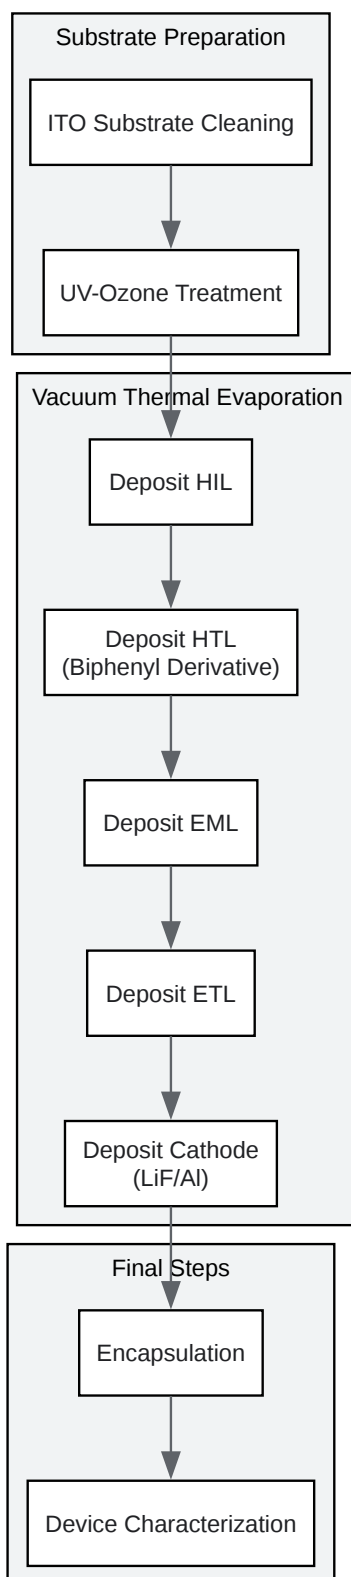 Substrate Preparation
ITO Substrate Cleaning
UV-Ozone Treatment
Vacuum Thermal Evaporation
Deposit HIL
Deposit HTL
(Biphenyl Derivative)
Deposit EML
Deposit ETL
Deposit Cathode
(LiF/Al)
Final Steps
Encapsulation
Device Characterization